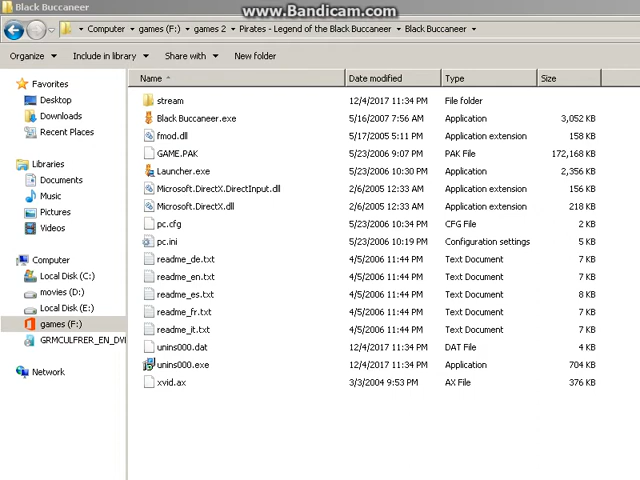 Black Buccaneer
www.Bandicam.com
Computer games (F:) games 2 Pirates - Legend of the Black Buccaneer Black Buccaneer
Organize Include in library Share with New folder
Name Date modified Type Size
Favorites
Desktop
Downloads
Recent Places
Libraries
Documents
Music
Pictures
Videos
Computer
Local Disk (C:)
movies (D:)
Local Disk (E:)
games (F:)
GRMCULFRER_EN_DVD
Network
stream 12/4/2017 11:34 PM File folder
Black Buccaneer.exe 5/16/2007 7:56 AM Application 3,052 KB
fmod.dll 5/17/2005 5:11 PM Application extension 158 KB
GAME.PAK 5/23/2006 9:07 PM PAK File 172,168 KB
Launcher.exe 5/23/2006 10:30 PM Application 2,356 KB
Microsoft.DirectX.DirectInput.dll 2/6/2005 12:33 AM Application extension 156 KB
Microsoft.DirectX.dll 2/6/2005 12:33 AM Application extension 218 KB
pc.cfg 5/23/2006 10:34 PM CFG File 2 KB
pc.ini 5/23/2006 10:19 PM Configuration settings 5 KB
readme_de.txt 4/5/2006 11:44 PM Text Document 7 KB
readme_en.txt 4/5/2006 11:44 PM Text Document 7 KB
readme_es.txt 4/5/2006 11:44 PM Text Document 8 KB
readme_fr.txt 4/5/2006 11:44 PM Text Document 7 KB
readme_it.txt 4/5/2006 11:44 PM Text Document 7 KB
unins000.dat 12/4/2017 11:34 PM DAT File 4 KB
unins000.exe 12/4/2017 11:34 PM Application 704 KB
xvid.ax 3/3/2004 9:53 PM AX File 376 KB